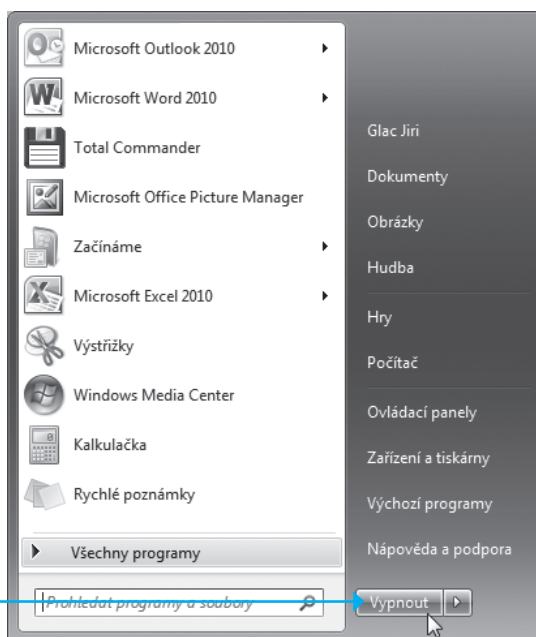 Microsoft Outlook 2010
Microsoft Word 2010
Total Commander
Microsoft Office Picture Manager
Začínáme
Microsoft Excel 2010
Výstřižky
Windows Media Center
Kalkulačka
Rychlé poznámky
Všechny programy
Prohledat programy a soubory
Glac Jiri
Dokumenty
Obrázky
Hudba
Hry
Počítač
Ovládací panely
Zařízení a tiskárny
Výchozí programy
Nápověda a podpora
Vypnout